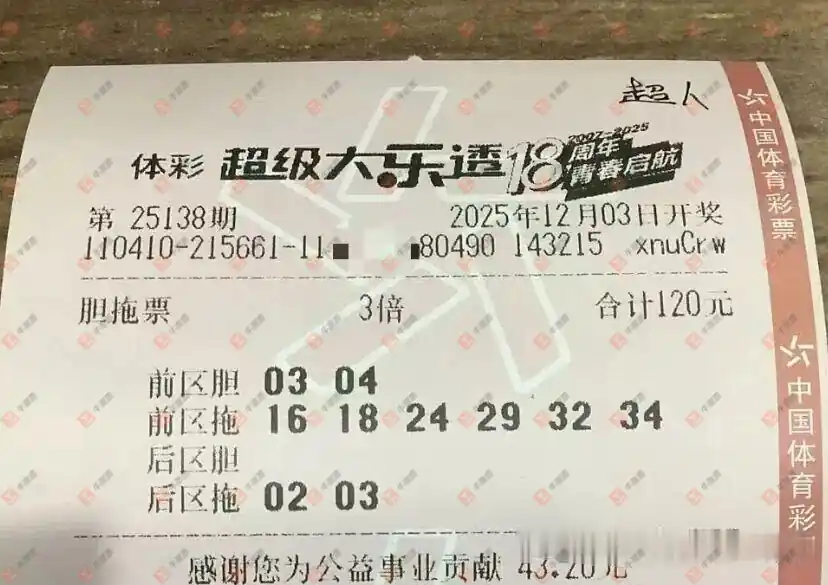 超人
体彩 超级大乐透 18周年 2007-2025 青春启航
第 25138期 2025年12月03日开奖
110410-215661-11 80490 143215 xnuCrw
胆拖票 3倍 合计120元
前区胆 03 04
前区拖 16 18 24 29 32 34
后区胆
后区拖 02 03
感谢您为公益事业贡献 43.20元
中国体育彩票
中国体育彩